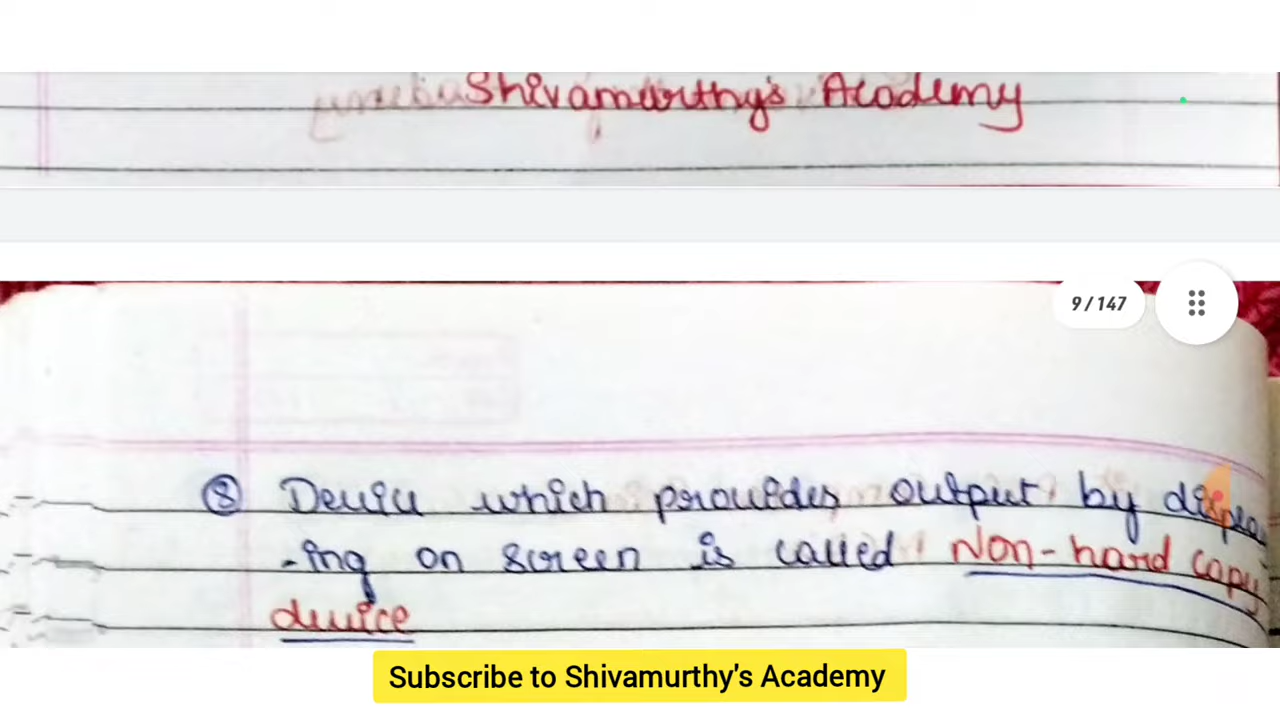 Shivamurthy's Academy
9/147
⑧ Device which provides output by display
-ing on screen is called Non-hard copy
device
Subscribe to Shivamurthy's Academy